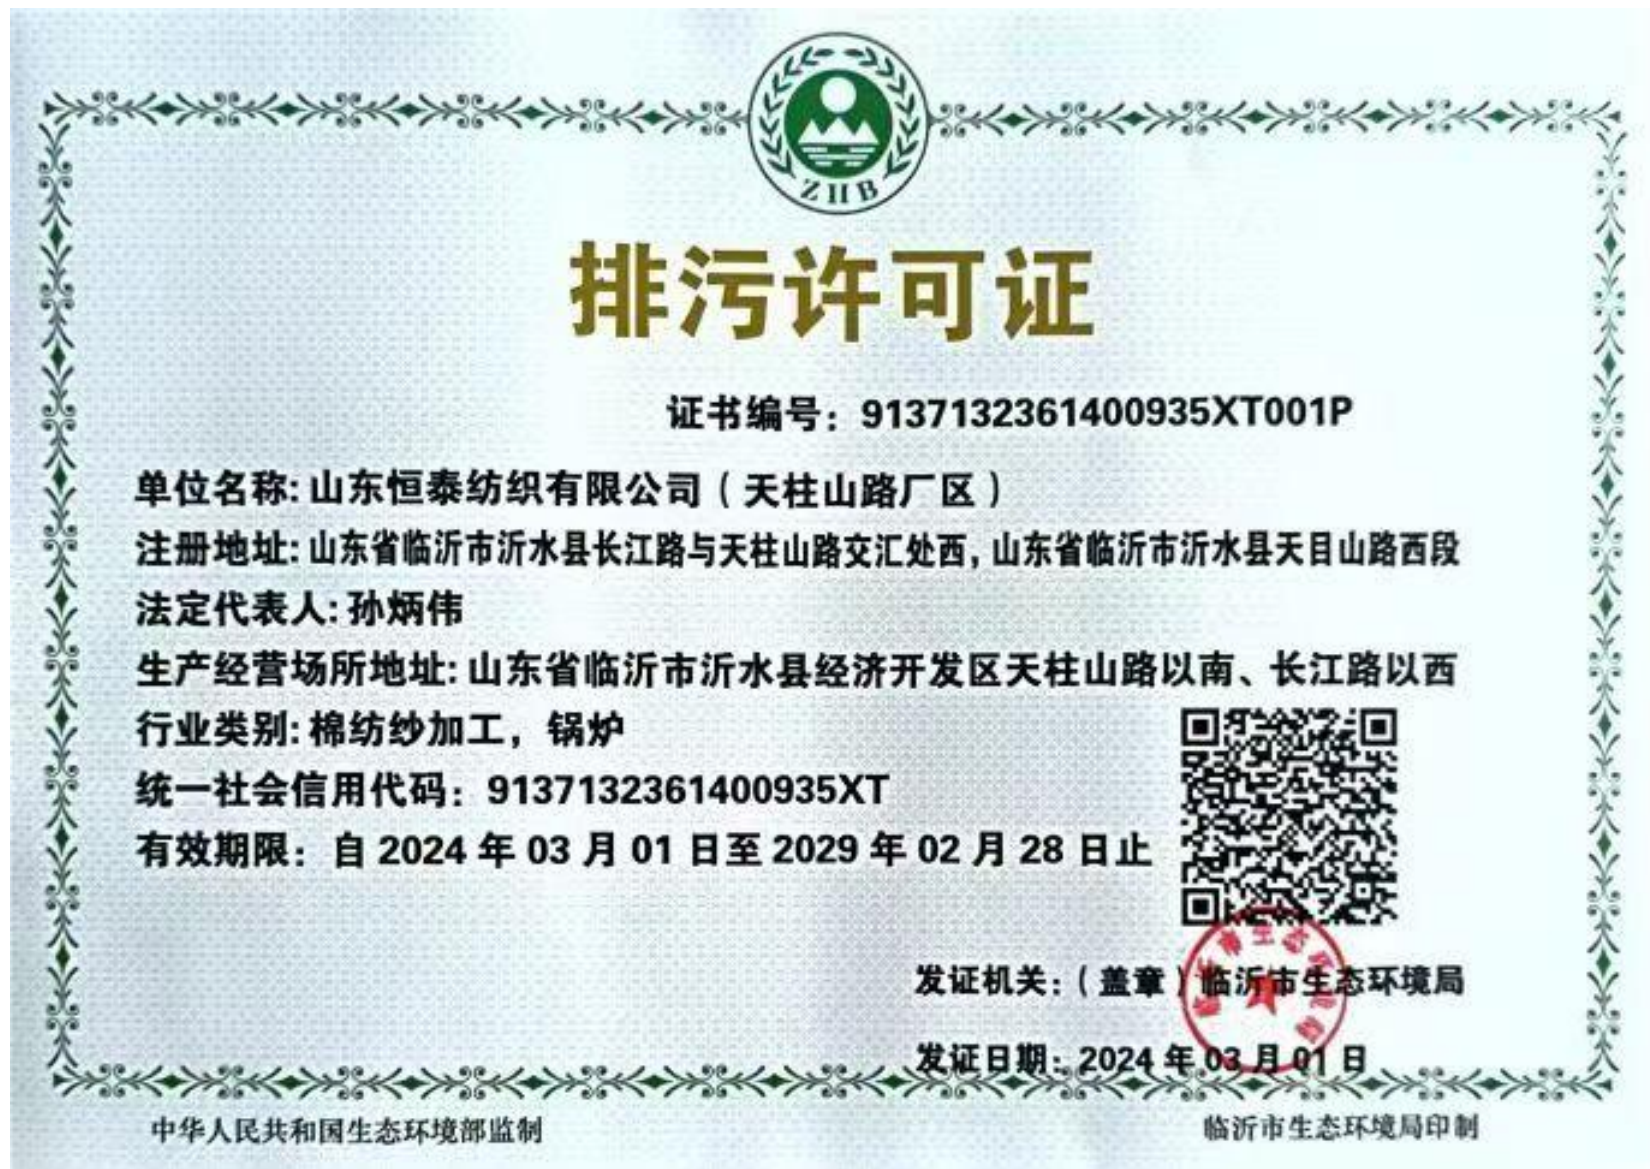 ZHB
排污许可证
证书编号：9137132361400935XT001P
单位名称: 山东恒泰纺织有限公司（天柱山路厂区）
注册地址: 山东省临沂市沂水县长江路与天柱山路交汇处西, 山东省临沂市沂水县天目山路西段
法定代表人: 孙炳伟
生产经营场所地址: 山东省临沂市沂水县经济开发区天柱山路以南、长江路以西
行业类别: 棉纺纱加工，锅炉
统一社会信用代码：9137132361400935XT
有效期限：自 2024 年 03 月 01 日至 2029 年 02 月 28 日止
发证机关：（盖章）临沂市生态环境局
临沂市生态环境局
发证日期：2024 年 03 月 01 日
中华人民共和国生态环境部监制
临沂市生态环境局印制